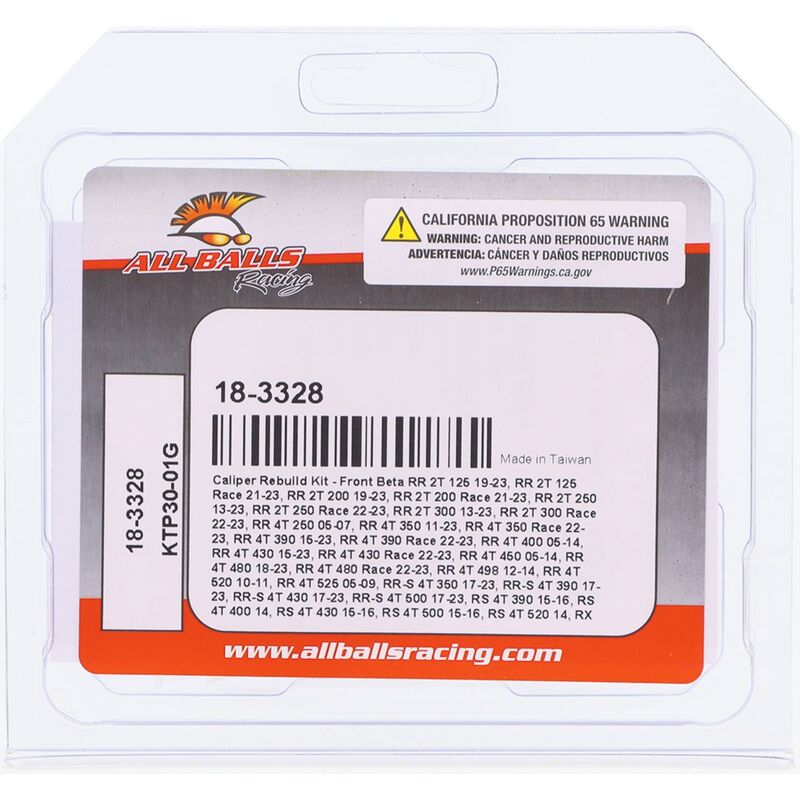 ALL BALLS
Racing
CALIFORNIA PROPOSITION 65 WARNING
WARNING: CANCER AND REPRODUCTIVE HARM
ADVERTENCIA: CÁNCER Y DAÑOS REPRODUCTIVOS
www.P65Warnings.ca.gov
18-3328
Made in Taiwan
Caliper Rebuild Kit - Front Beta RR 2T 125 19-23, RR 2T 125
Race 21-23, RR 2T 200 19-23, RR 2T 200 Race 21-23, RR 2T 250
13-23, RR 2T 250 Race 22-23, RR 2T 300 13-23, RR 2T 300 Race
22-23, RR 4T 250 05-07, RR 4T 350 11-23, RR 4T 350 Race 22-
23, RR 4T 390 15-23, RR 4T 390 Race 22-23, RR 4T 400 05-14,
RR 4T 430 15-23, RR 4T 430 Race 22-23, RR 4T 450 05-14, RR
4T 480 18-23, RR 4T 480 Race 22-23, RR 4T 498 12-14, RR 4T
520 10-11, RR 4T 525 05-09, RR-S 4T 350 17-23, RR-S 4T 390 17-
23, RR-S 4T 430 17-23, RR-S 4T 500 17-23, RS 4T 390 15-16, RS
4T 400 14, RS 4T 430 15-16, RS 4T 500 15-16, RS 4T 520 14, RX
18-3328
KTP30-01G
www.allballsracing.com